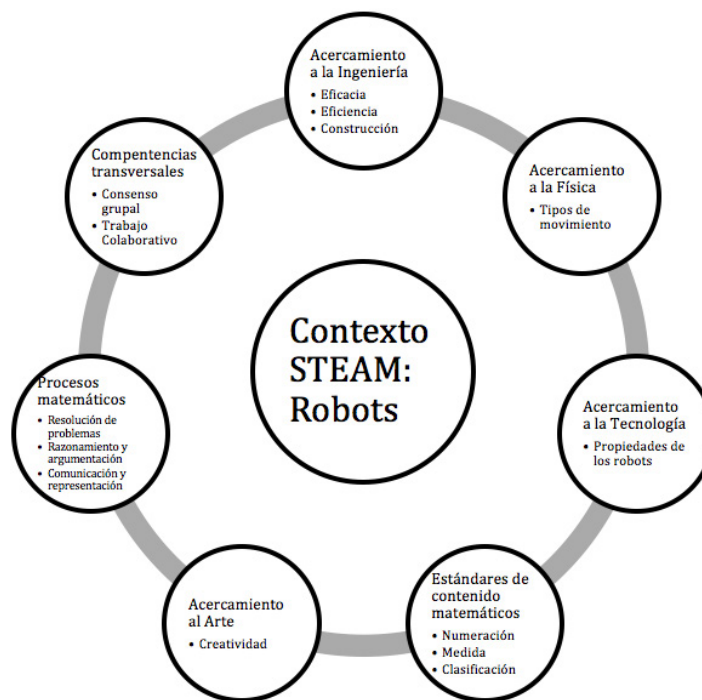 Acercamiento
a la Ingeniería
• Eficacia
• Eficiencia
• Construcción
Acercamiento
a la Física
• Tipos de
movimiento
Acercamiento
a la Tecnología
• Propiedades de
los robots
Estándares de
contenido
matemáticos
• Numeración
• Medida
• Clasificación
Acercamiento
al Arte
• Creatividad
Procesos
matemáticos
• Resolución de
problemas
• Razonamiento y
argumentación
• Comunicación y
representación
Compentencias
transversales
• Consenso
grupal
• Trabajo
Colaborativo
Contexto
STEAM:
Robots